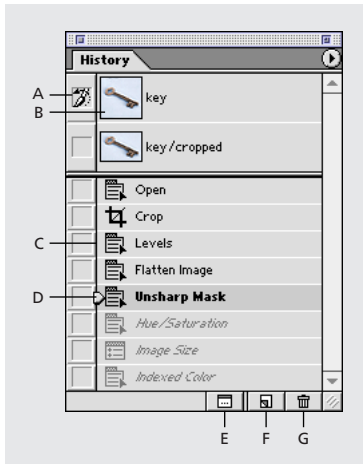 History
A
B
key
key/cropped
Open
Crop
C
Levels
Flatten Image
D
Unsharp Mask
Hue/Saturation
Image Size
Indexed Color
E F G